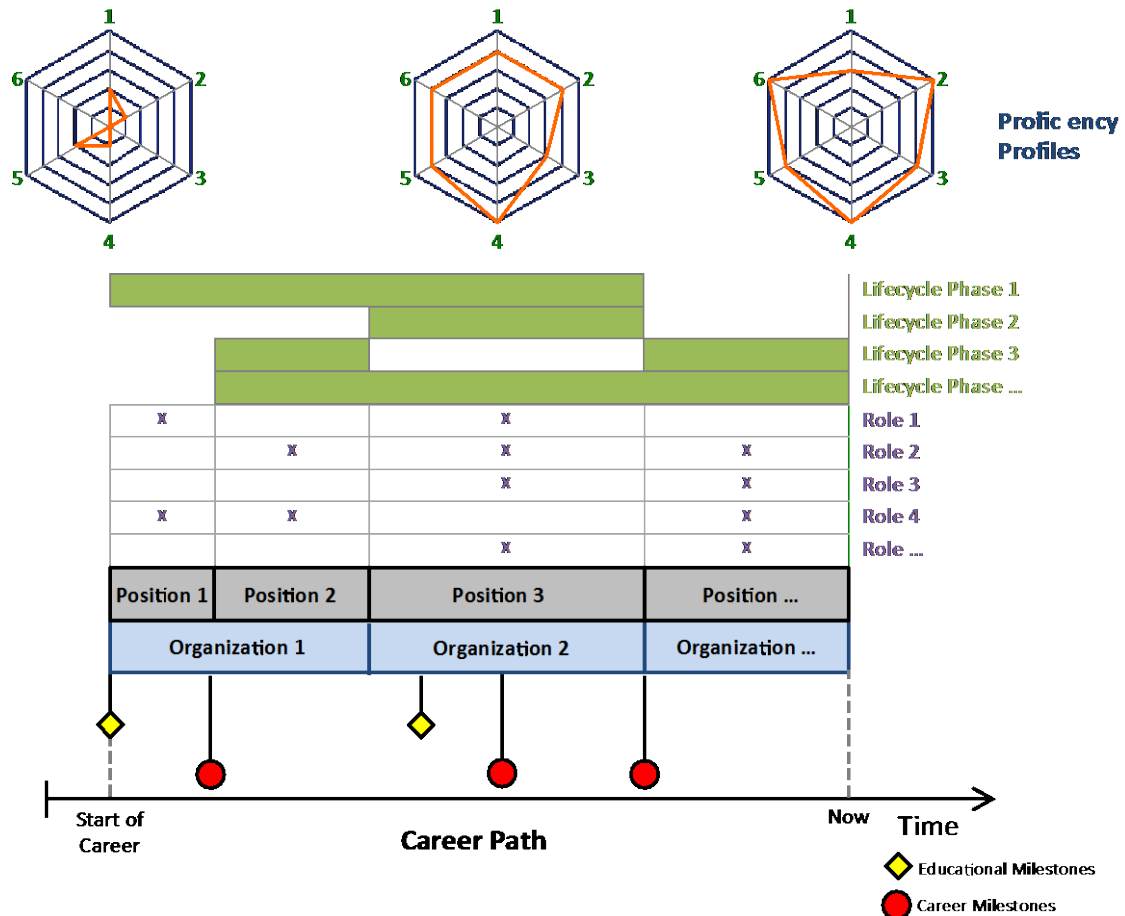 1
6
2
5
3
4
1
6
2
5
3
4
1
6
2
5
3
4
Profic ency
Profiles
Lifecycle Phase 1
Lifecycle Phase 2
Lifecycle Phase 3
Lifecycle Phase ...
x x Role 1
x x x Role 2
x x Role 3
x x x Role 4
x x Role ...
Position 1 Position 2 Position 3 Position ...
Organization 1 Organization 2 Organization ...
Start of
Career
Career Path
Now
Time
Educational Milestones
Career Milestones